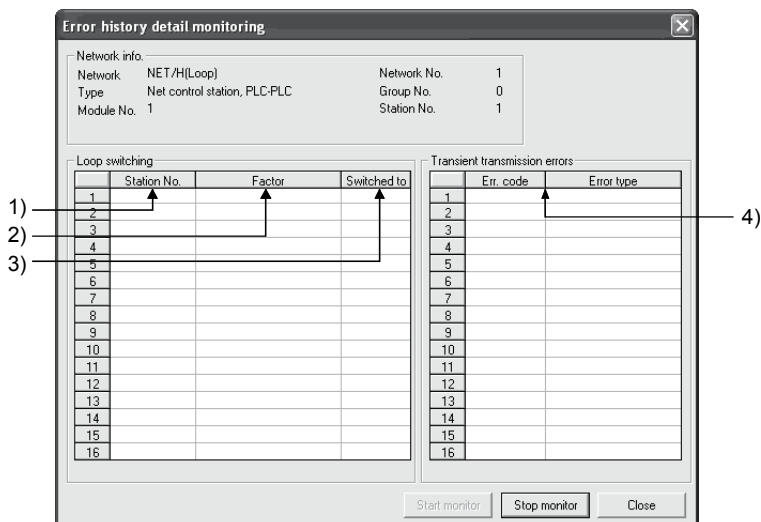 Error history detail monitoring
Network info.
Network NET/H(Loop) Network No. 1
Type Net control station, PLC-PLC Group No. 0
Module No. 1 Station No. 1
Loop switching Transient transmission errors
Station No. Factor Switched to Err. code Error type
1) 1 1
2 2 4)
2) 3 3
4 4
3) 5 5
6 6
7 7
8 8
9 9
10 10
11 11
12 12
13 13
14 14
15 15
16 16
Start monitor Stop monitor Close